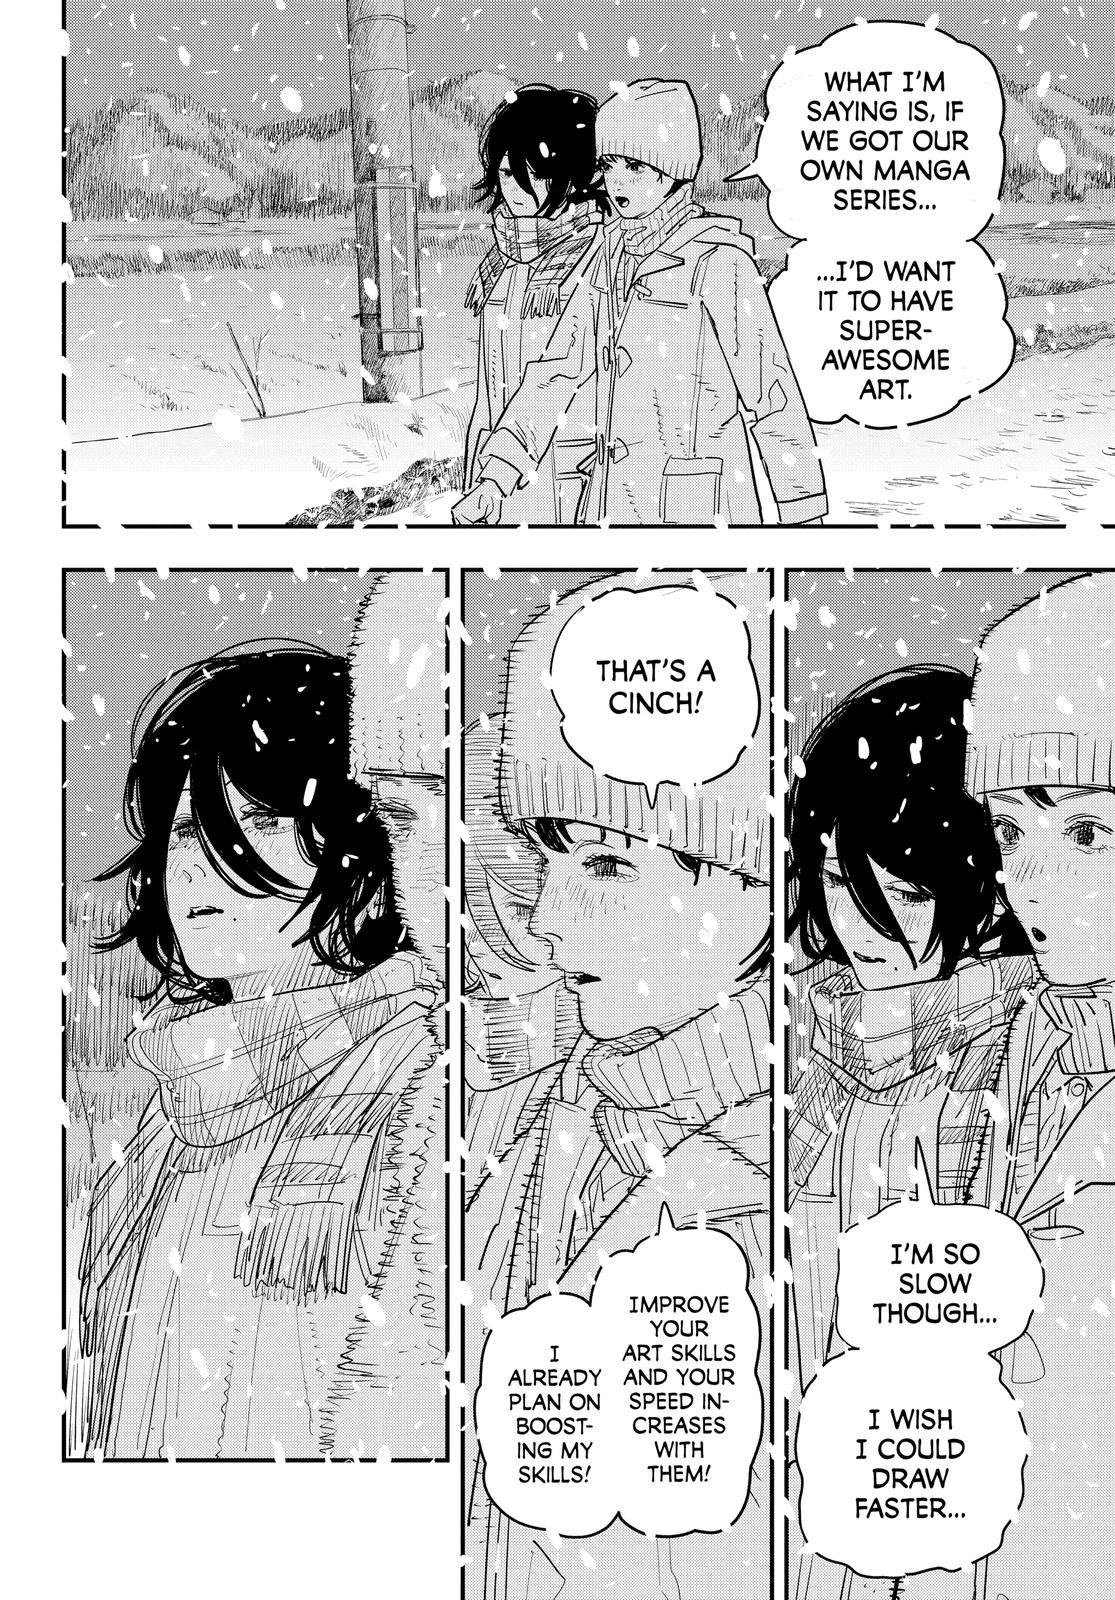 WHAT I'M
SAYING IS, IF
WE GOT OUR
OWN MANGA
SERIES...
...I'D WANT
IT TO HAVE
SUPER-
AWESOME
ART.
I'M SO
SLOW
THOUGH...
I WISH
I COULD
DRAW
FASTER...
THAT'S A
CINCH!
IMPROVE
YOUR
ART SKILLS
AND YOUR
SPEED IN-
CREASES
WITH
THEM!
I
ALREADY
PLAN ON
BOOST-
ING MY
SKILLS!